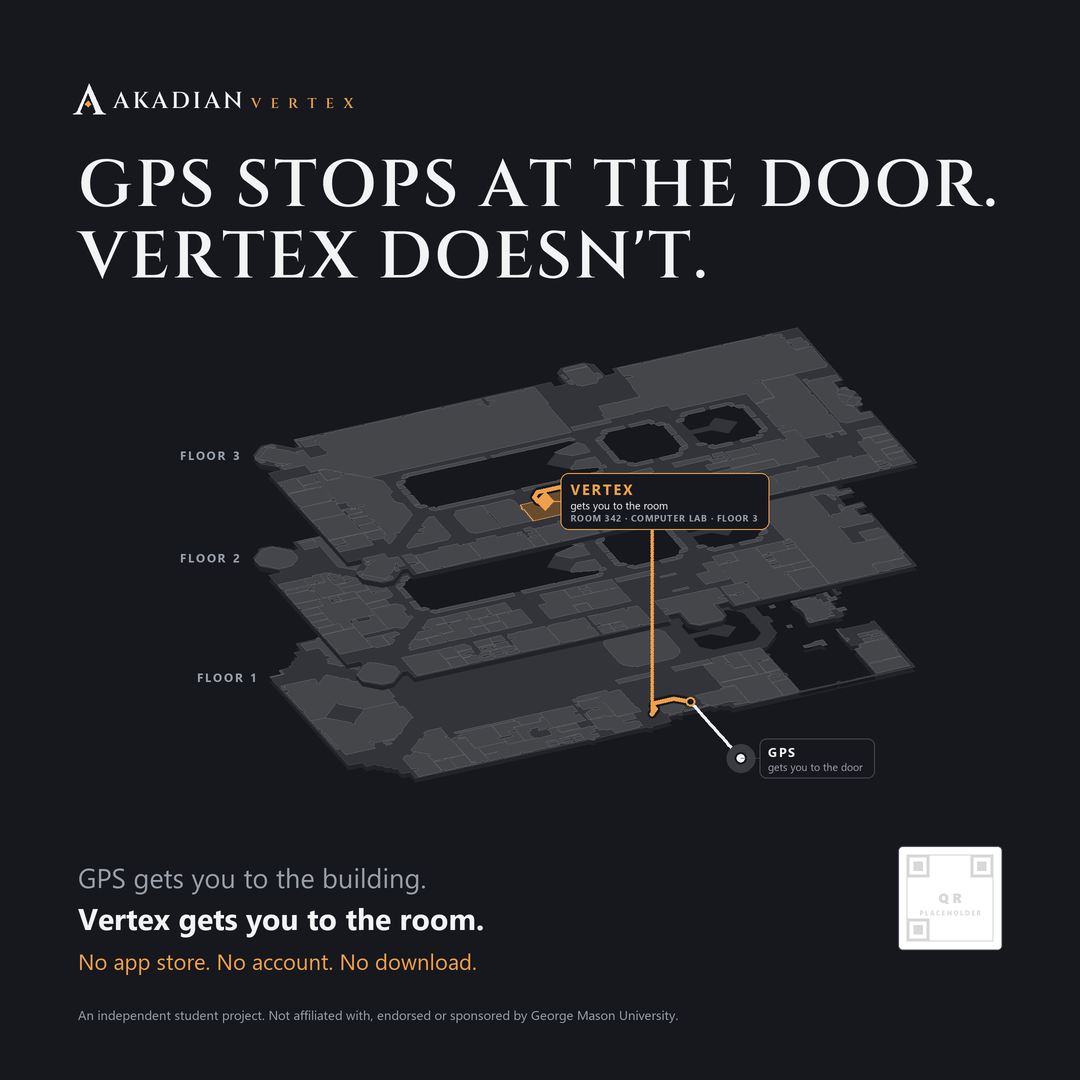 AKADIAN VERTEX
GPS STOPS AT THE DOOR.
VERTEX DOESN'T.
FLOOR 3
VERTEX
gets you to the room
ROOM 342 · COMPUTER LAB · FLOOR 3
FLOOR 2
FLOOR 1
GPS
gets you to the door
GPS gets you to the building.
Vertex gets you to the room.
No app store. No account. No download.
QR
PLACEHOLDER
An independent student project. Not affiliated with, endorsed or sponsored by George Mason University.